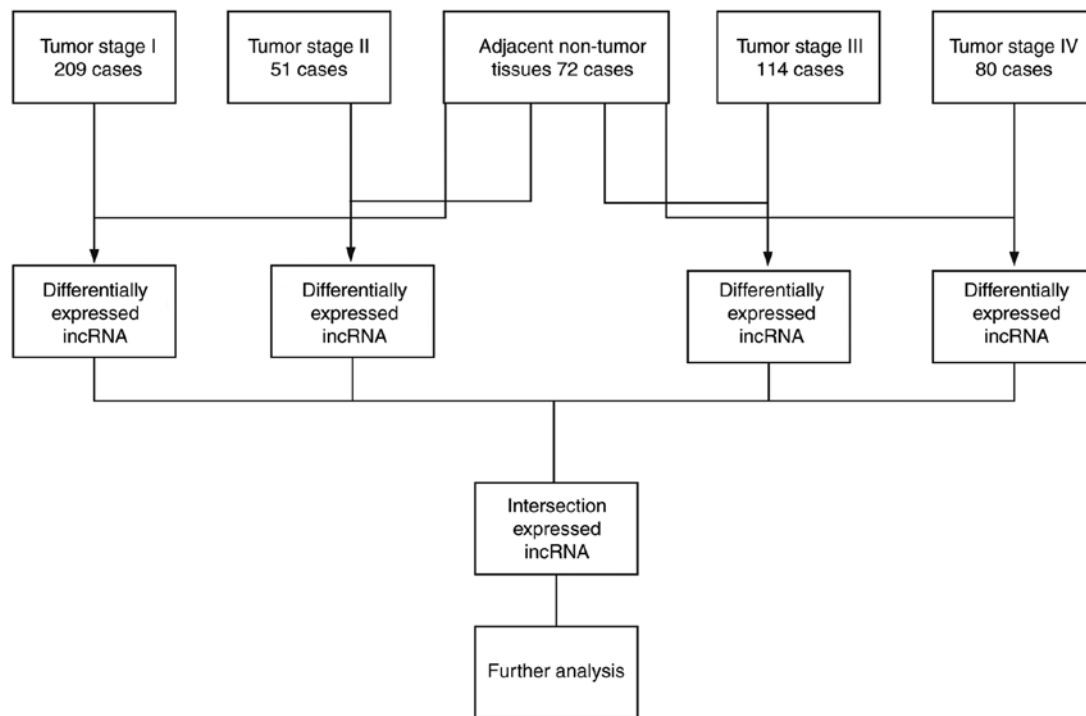 Tumor stage I
209 cases
Tumor stage II
51 cases
Adjacent non-tumor
tissues 72 cases
Tumor stage III
114 cases
Tumor stage IV
80 cases
Differentially
expressed
incRNA
Differentially
expressed
incRNA
Differentially
expressed
incRNA
Differentially
expressed
incRNA
Intersection
expressed
incRNA
Further analysis